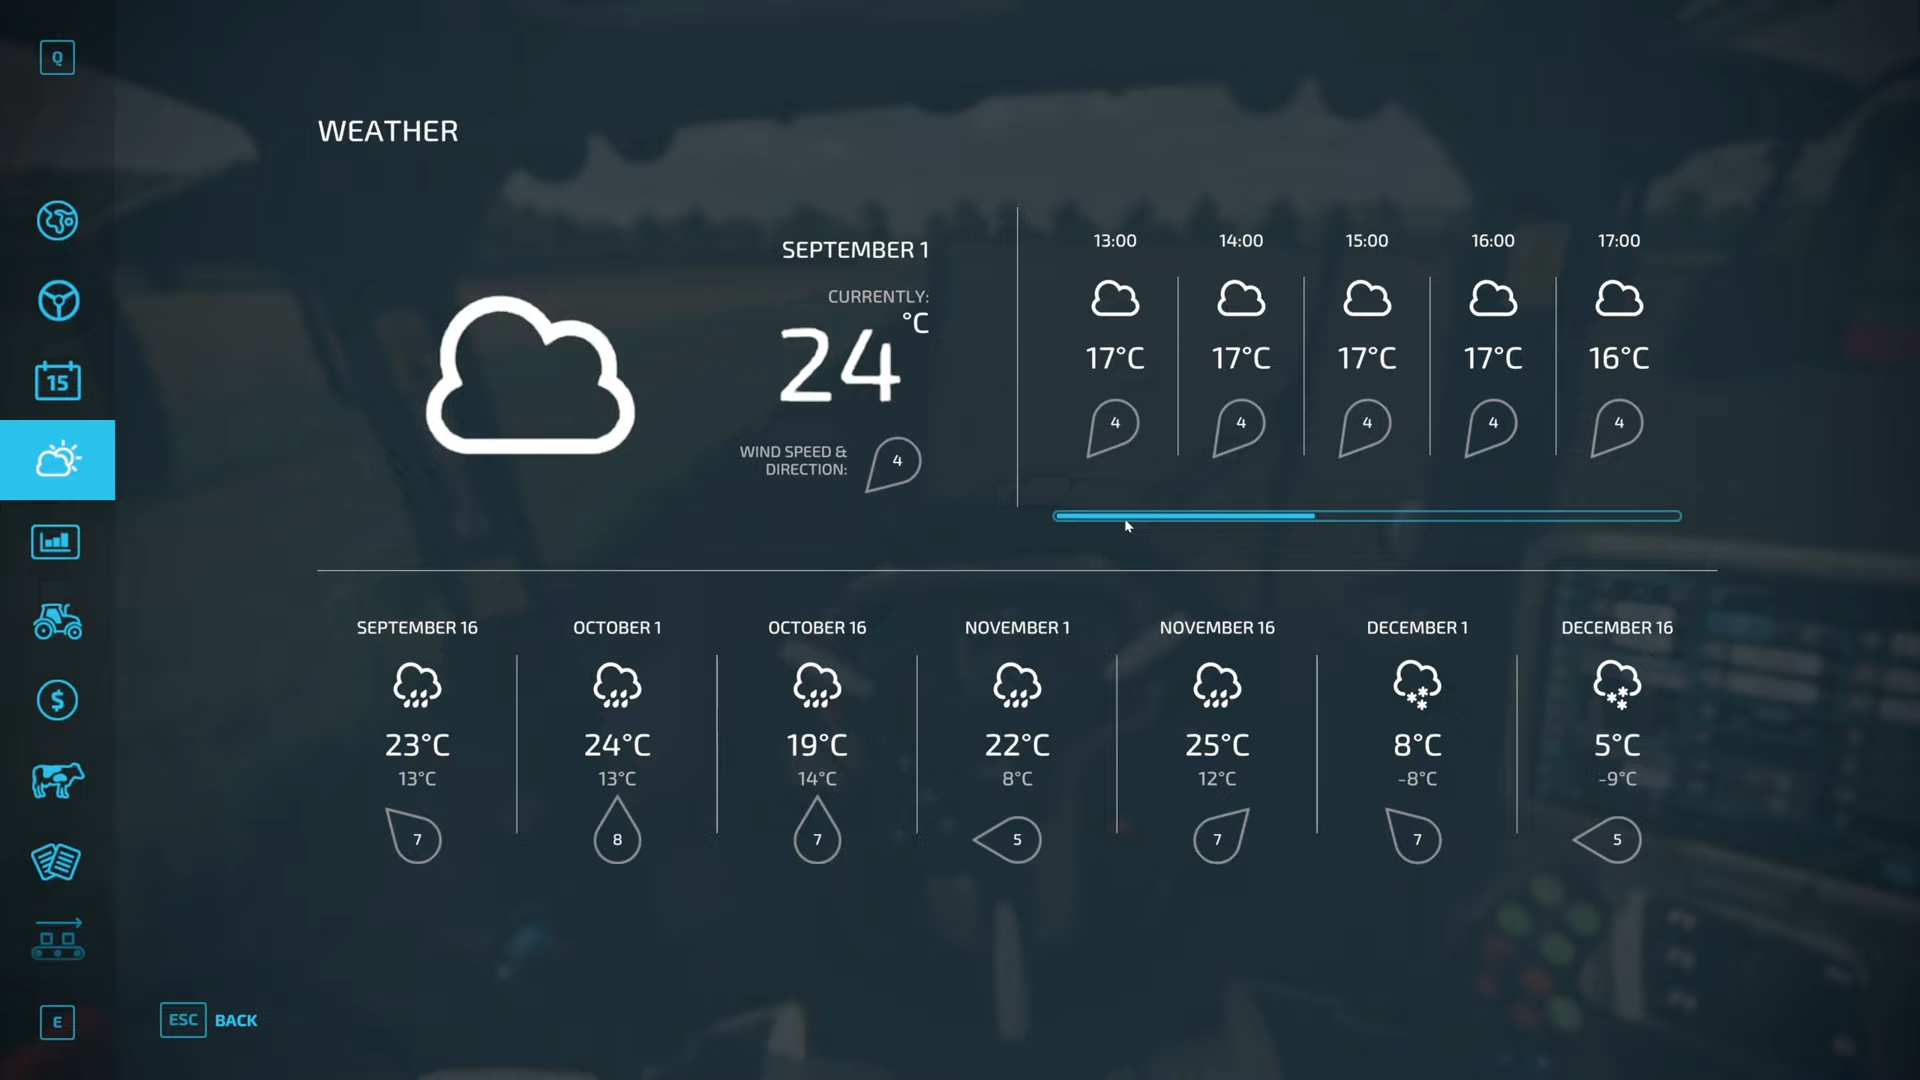 Q
WEATHER
SEPTEMBER 1
CURRENTLY:
24 °C
WIND SPEED &
DIRECTION:
4
13:00 14:00 15:00 16:00 17:00
17°C 17°C 17°C 17°C 16°C
4 4 4 4 4
15
SEPTEMBER 16 OCTOBER 1 OCTOBER 16 NOVEMBER 1 NOVEMBER 16 DECEMBER 1 DECEMBER 16
23°C 24°C 19°C 22°C 25°C 8°C 5°C
13°C 13°C 14°C 8°C 12°C -8°C -9°C
7 8 7 5 7 7 5
$
E
ESC BACK